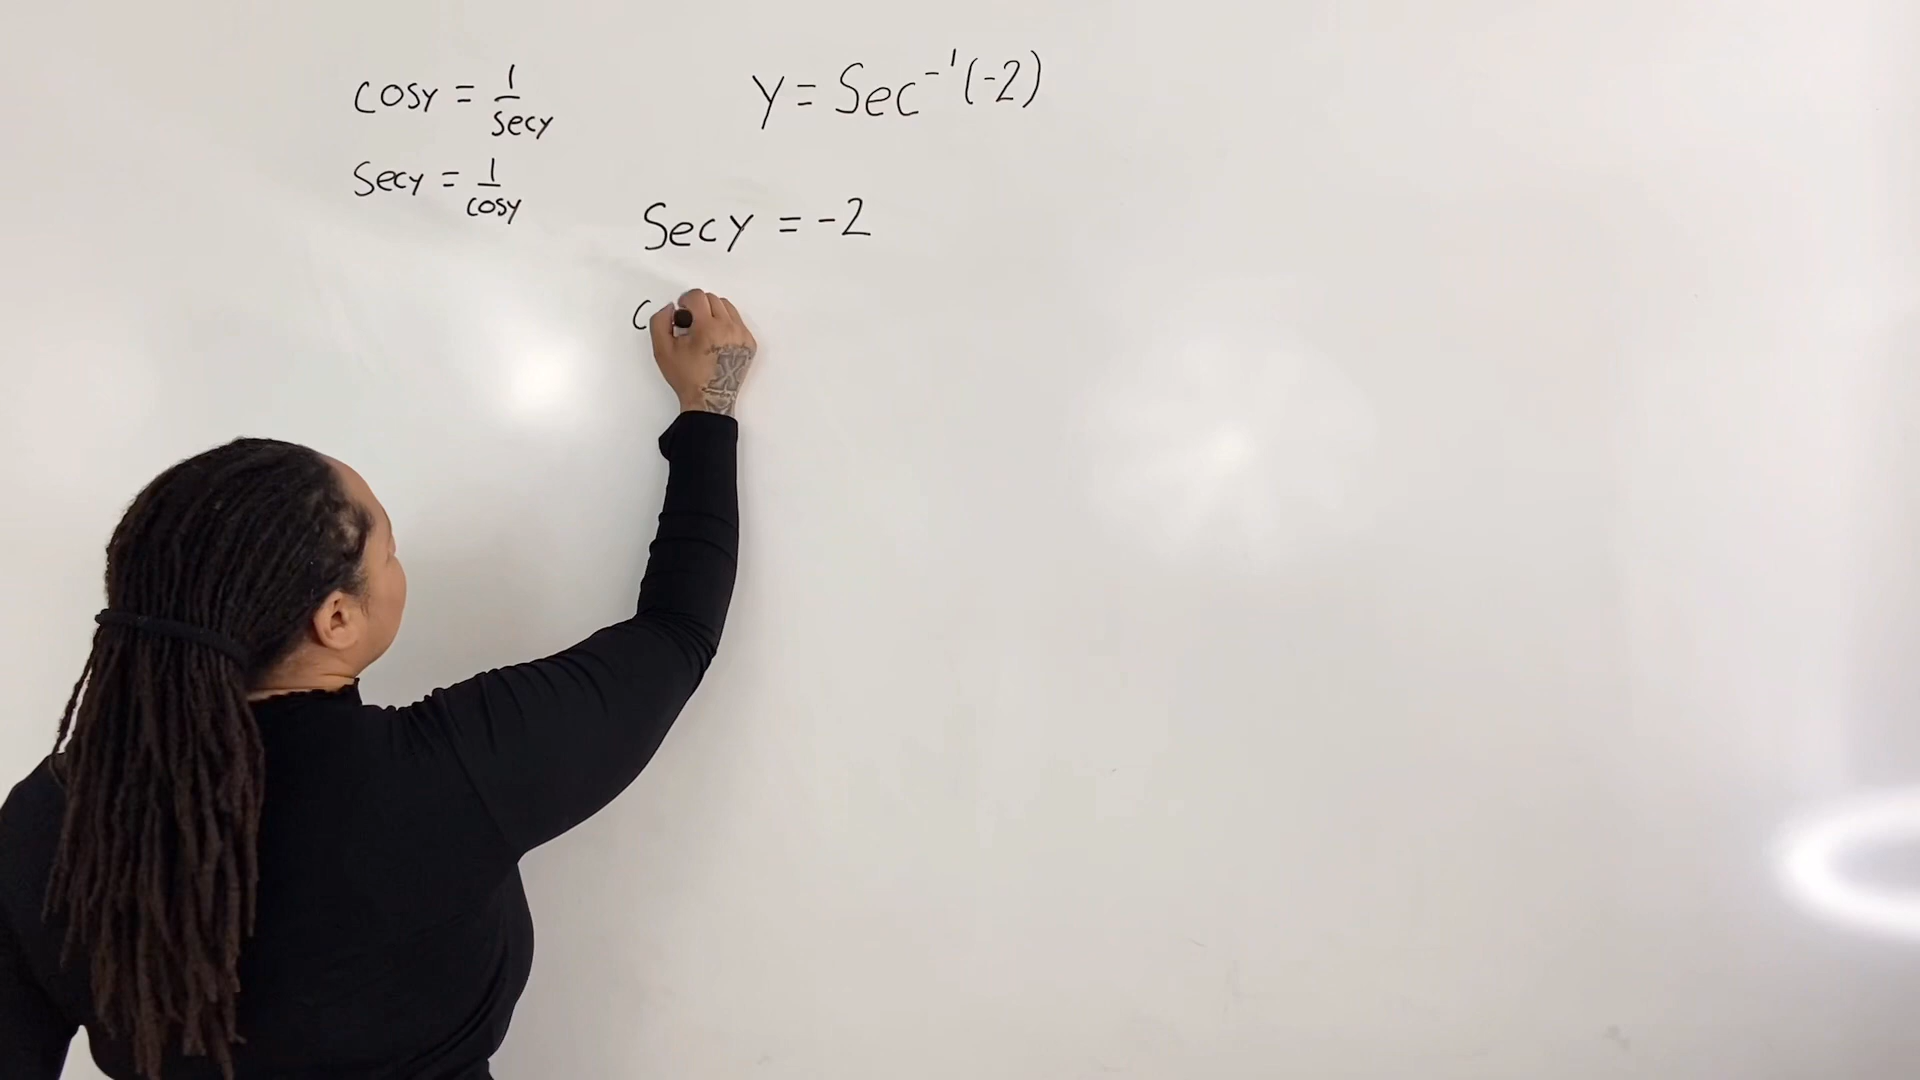 cosy = 1/secy
secy = 1/cosy
y = Sec⁻¹(-2)
Secy = -2
c